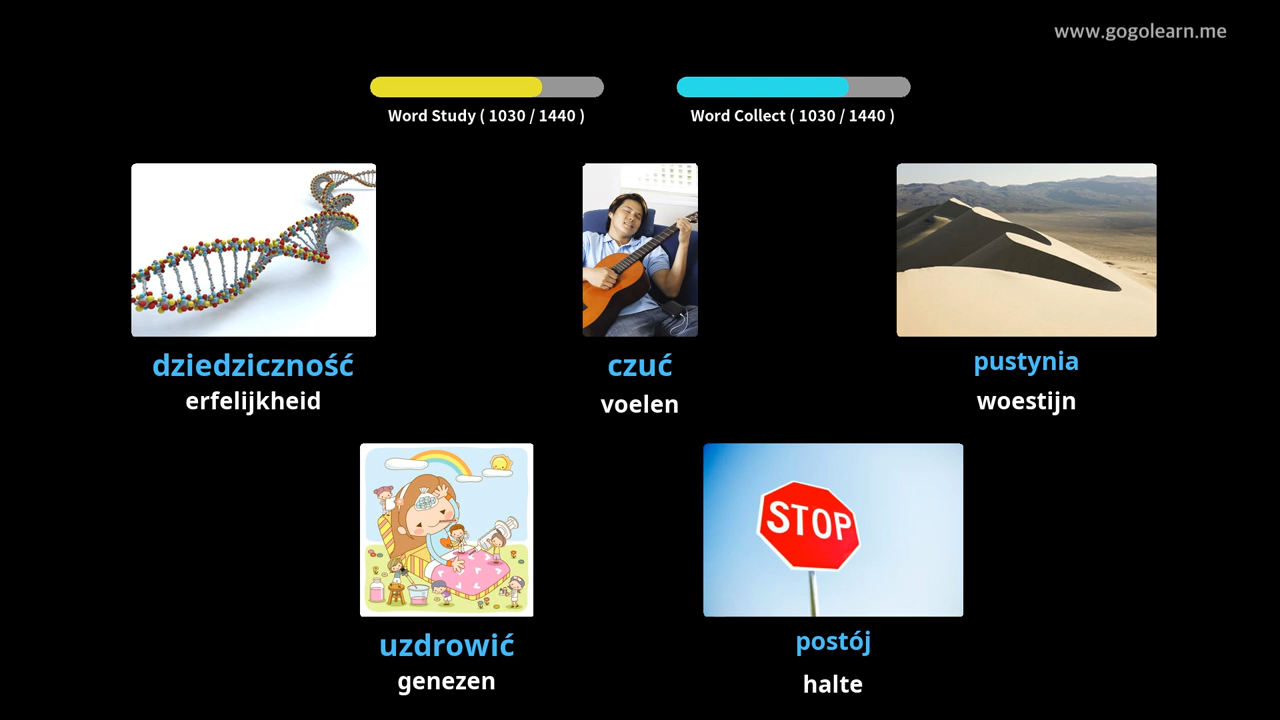 www.gogolearn.me
Word Study ( 1030 / 1440 )
Word Collect ( 1030 / 1440 )
dziedziczność
erfelijkheid
czuć
voelen
pustynia
woestijn
STOP
uzdrowić
genezen
postój
halte